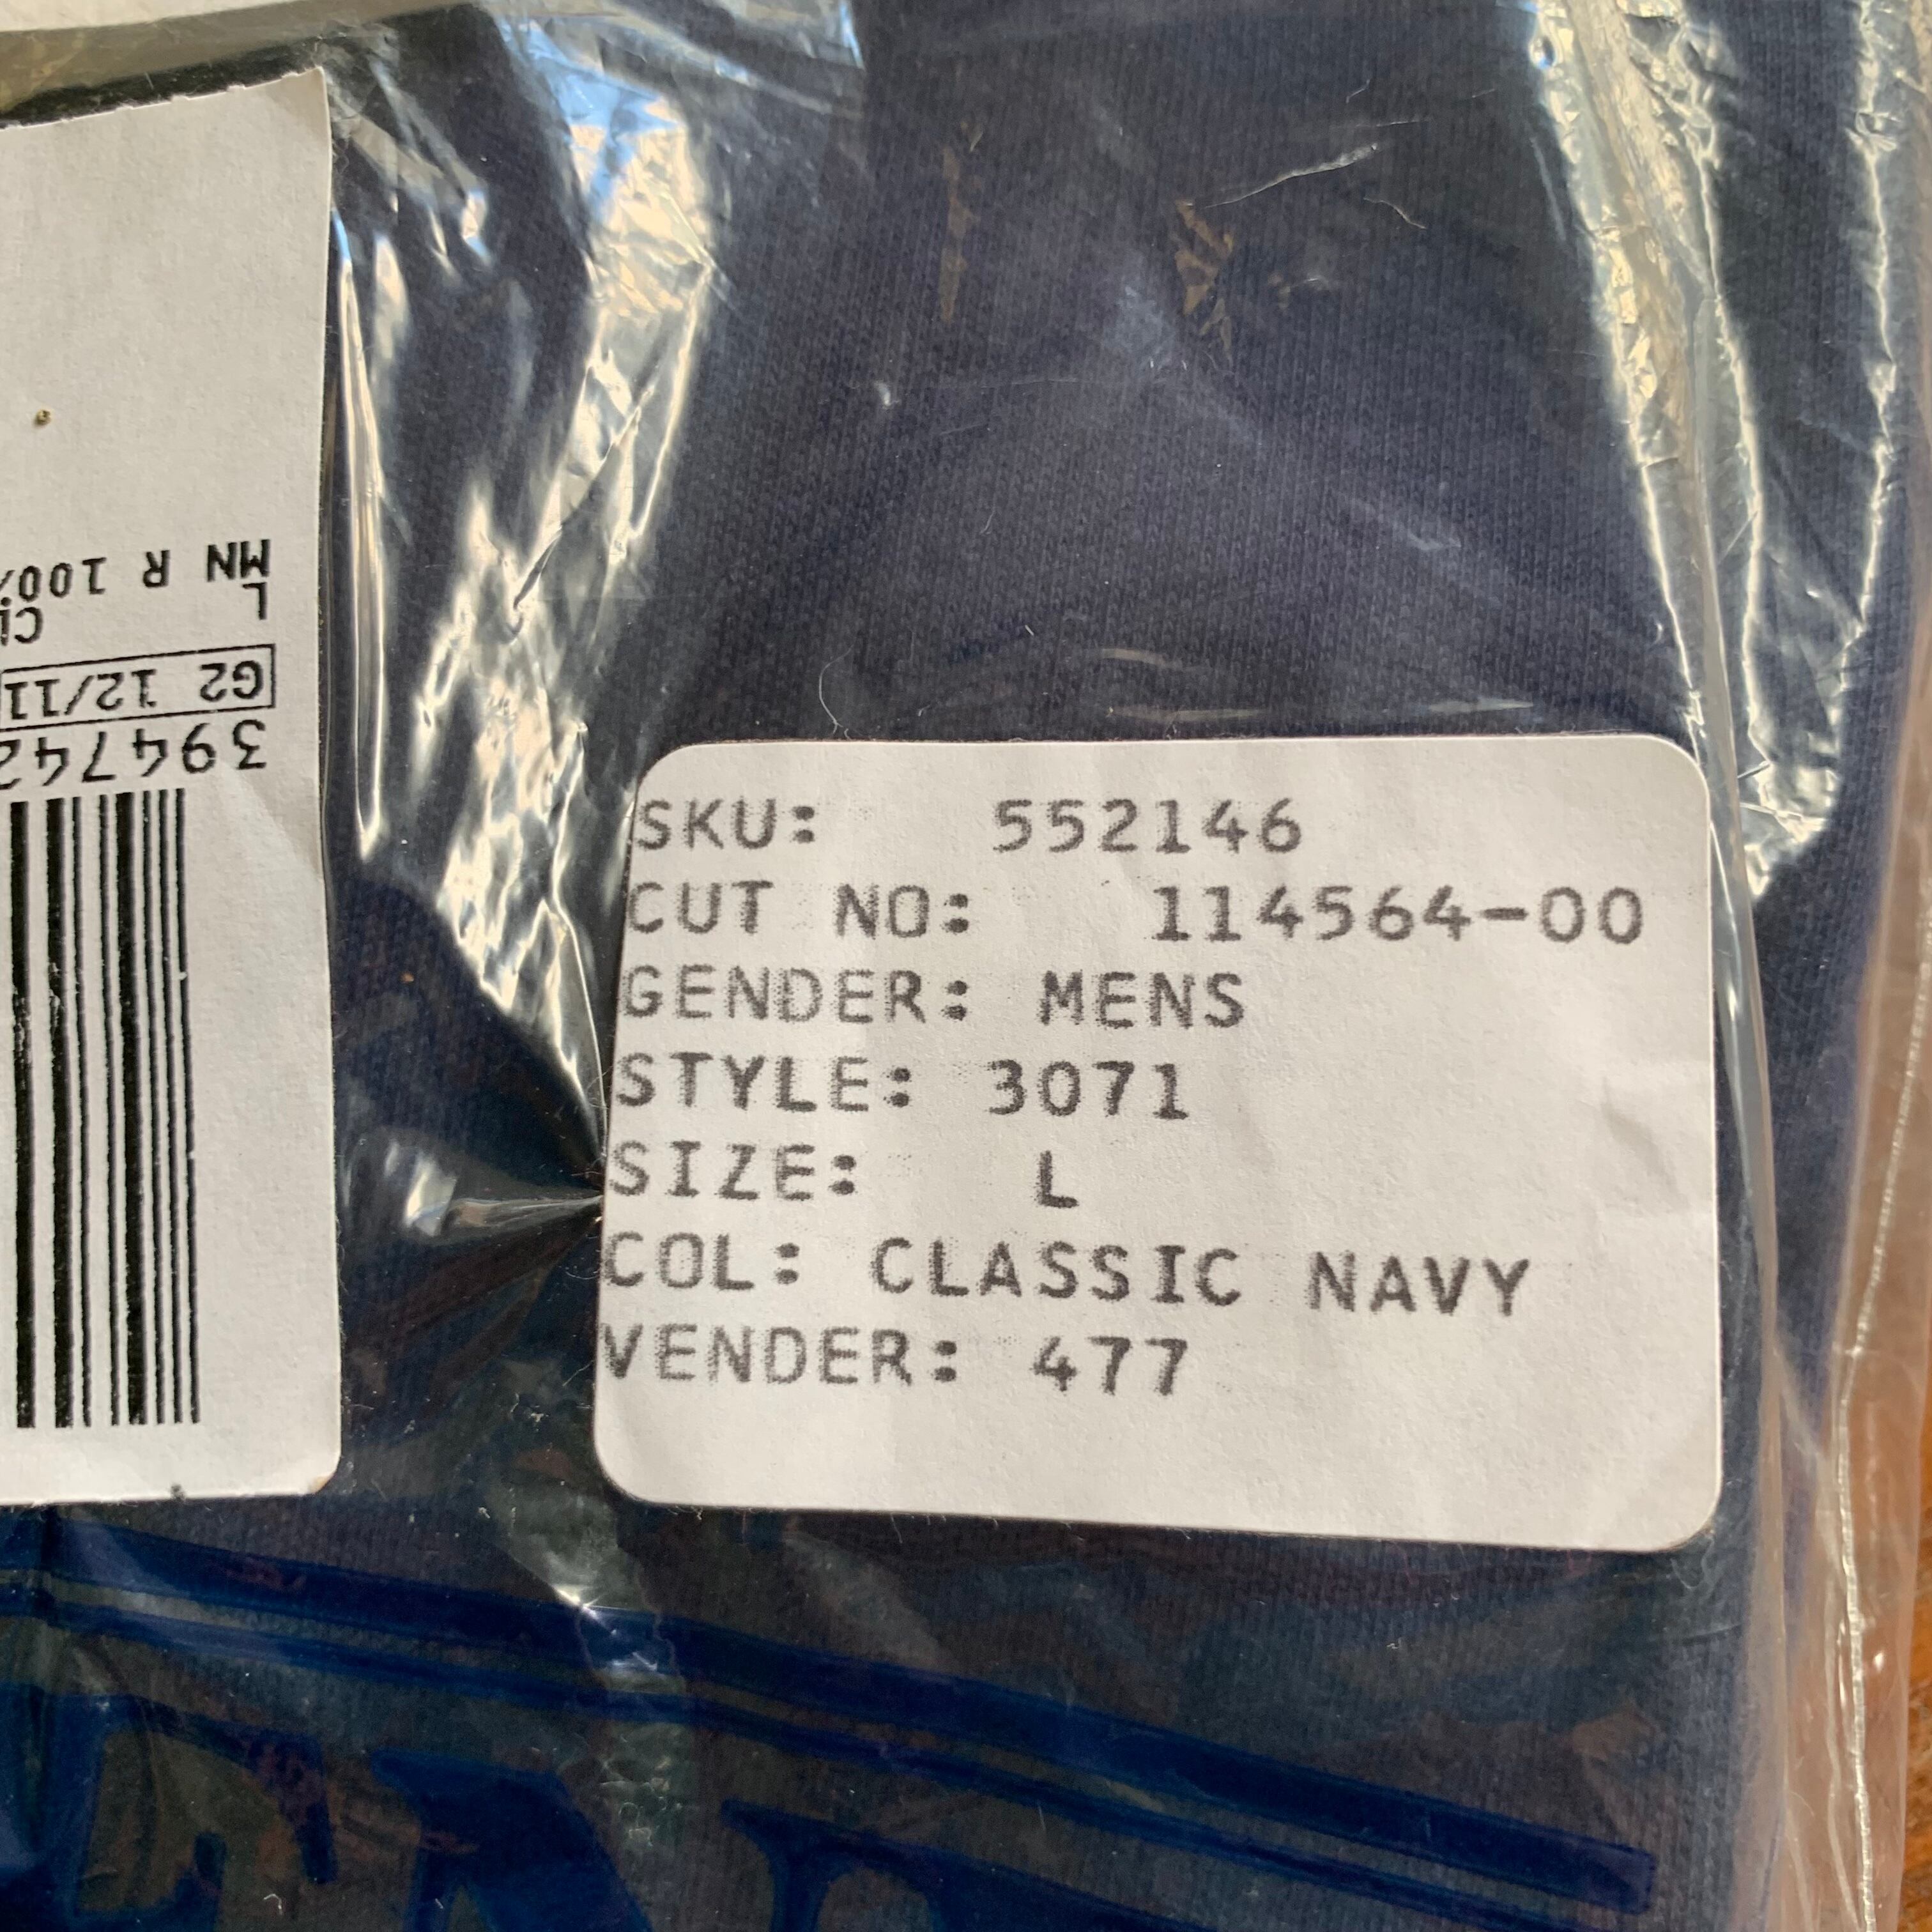 MN R 100%
L
G2 12/11
394742
SKU: 552146
CUT NO: 114564-00
GENDER: MENS
STYLE: 3071
SIZE: L
COL: CLASSIC NAVY
VENDER: 477